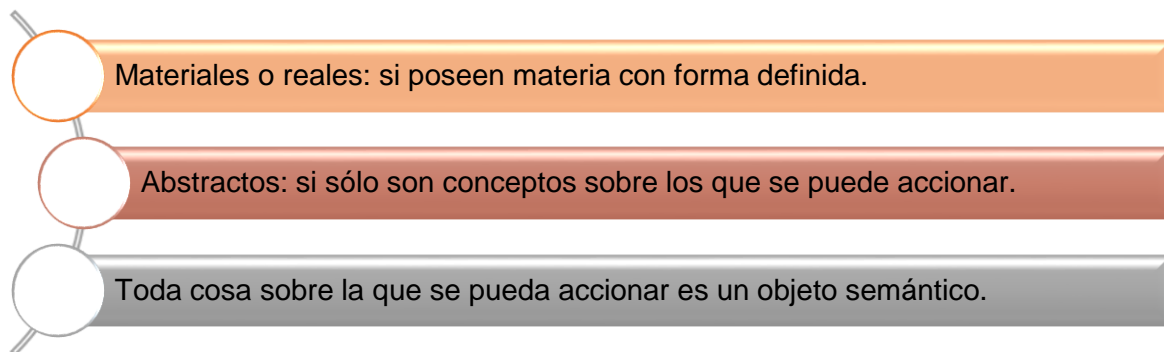 Materiales o reales: si poseen materia con forma definida.
Abstractos: si sólo son conceptos sobre los que se puede accionar.
Toda cosa sobre la que se pueda accionar es un objeto semántico.